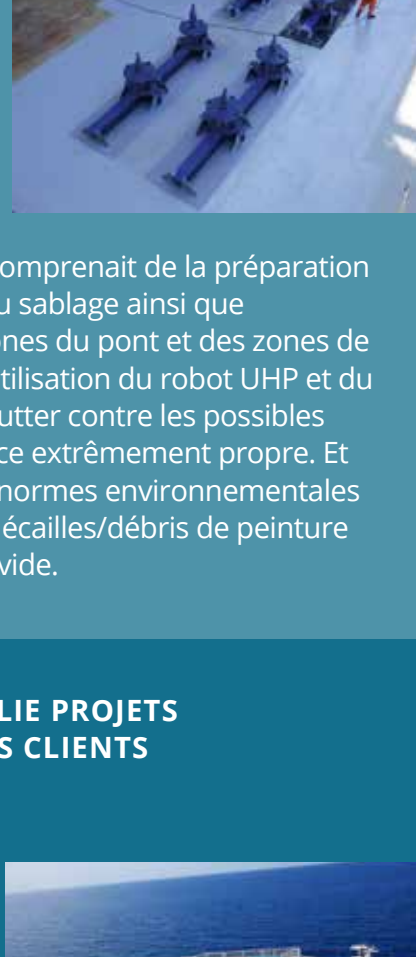 omprenait de la préparation
u sablage ainsi que
nes du pont et des zones de
tilisation du robot UHP et du
utter contre les possibles
ce extrêmement propre. Et
normes environnementales
écailles/débris de peinture
vide.
LIE PROJETS
S CLIENTS